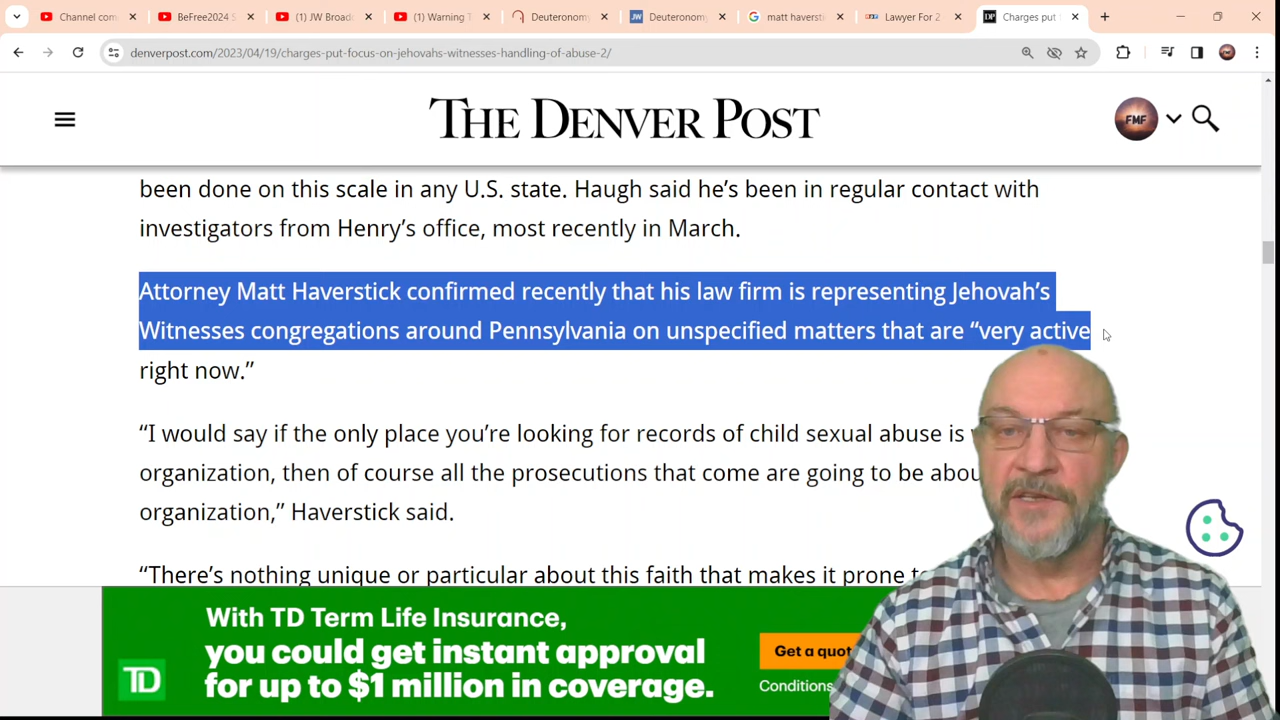 Channel com
BeFree2024 S
(1) JW Broad
(1) Warning T
Deuteronom
Deuteronom
matt haversti
Lawyer For 2
Charges put
denverpost.com/2023/04/19/charges-put-focus-on-jehovahs-witnesses-handling-of-abuse-2/
THE DENVER POST
FMF
been done on this scale in any U.S. state. Haugh said he's been in regular contact with
investigators from Henry's office, most recently in March.
Attorney Matt Haverstick confirmed recently that his law firm is representing Jehovah's
Witnesses congregations around Pennsylvania on unspecified matters that are “very active
right now.”
“I would say if the only place you're looking for records of child sexual abuse is
organization, then of course all the prosecutions that come are going to be abou
organization,” Haverstick said.
“There's nothing unique or particular about this faith that makes it prone to
With TD Term Life Insurance,
you could get instant approval
for up to $1 million in coverage.
TD
Get a quot
Conditions